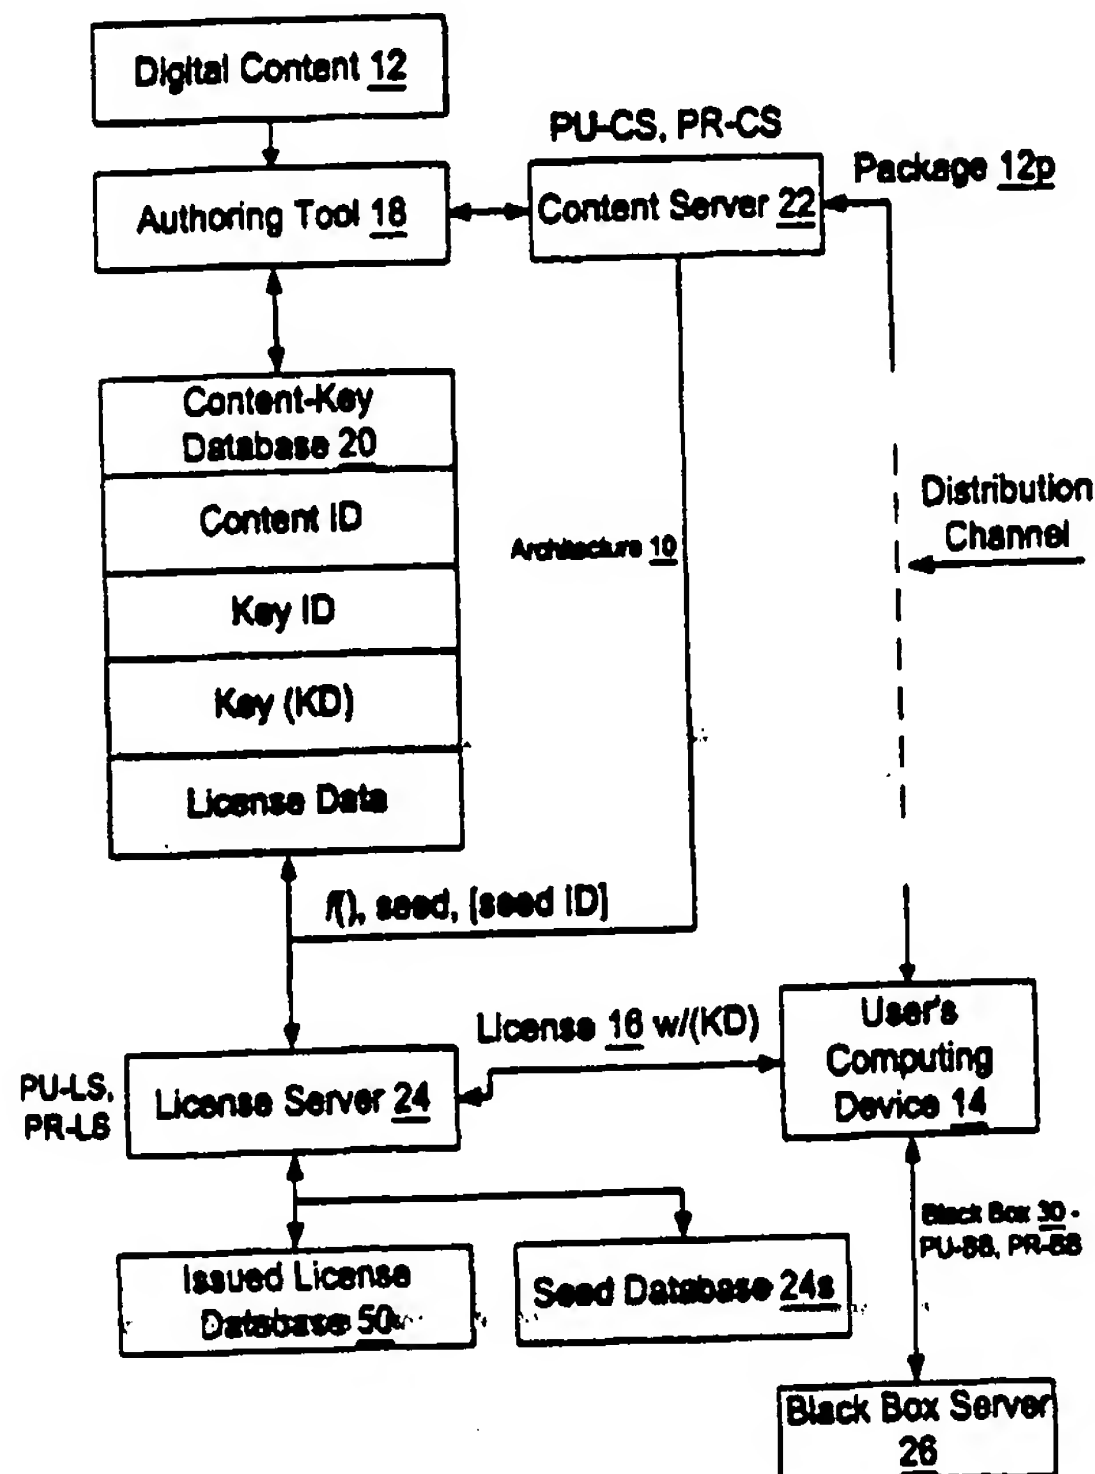 Digital Content 12
PU-CS, PR-CS
Package 12p
Authoring Tool 18
Content Server 22
Content-Key
Database 20
Content ID
Key ID
Key (KD)
License Data
Architecture 10
Distribution
Channel
f(), seed, [seed ID]
License 16 w/(KD)
User's
Computing
Device 14
PU-LS,
PR-LS
License Server 24
Black Box 30 -
PU-BB, PR-BB
Issued License
Database 50
Seed Database 24s
Black Box Server
26